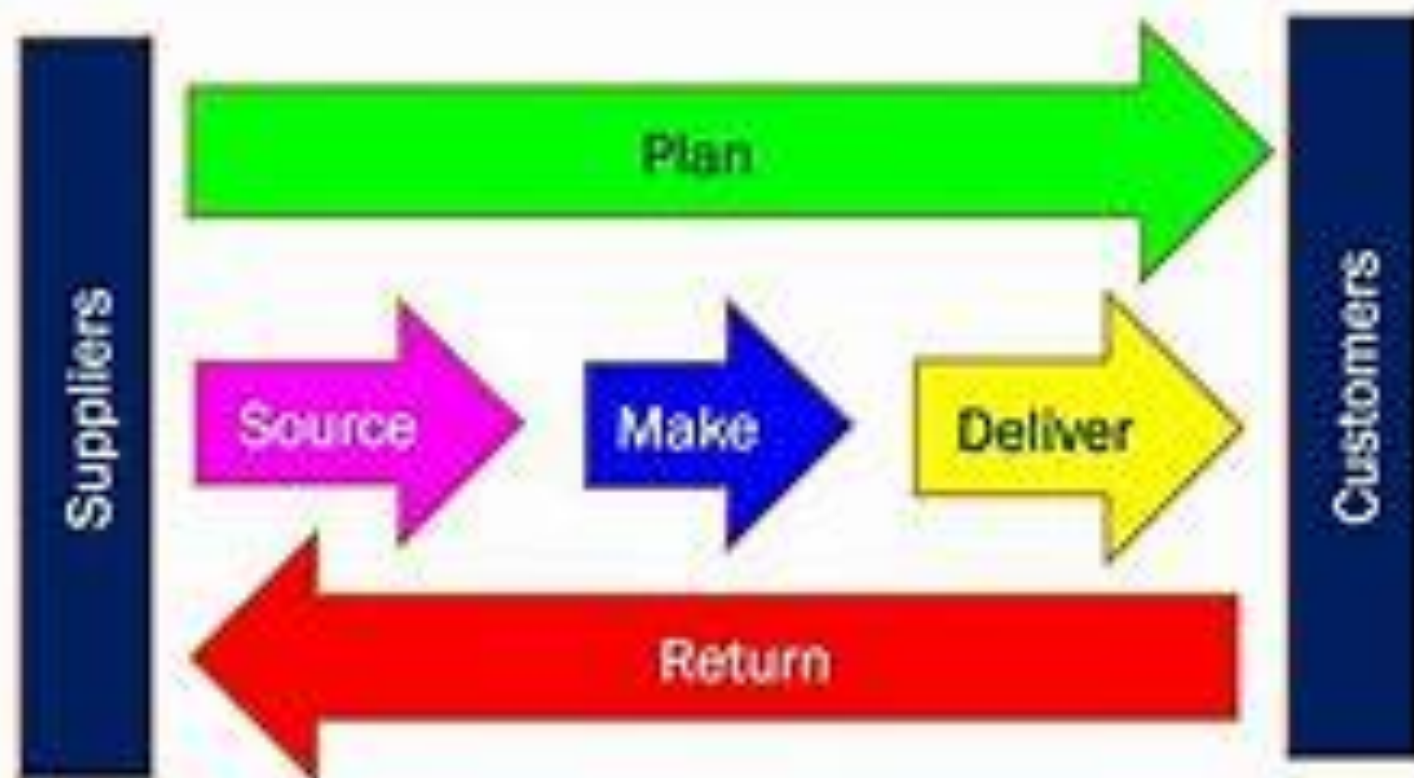 Suppliers
Plan
Source
Make
Deliver
Return
Customers